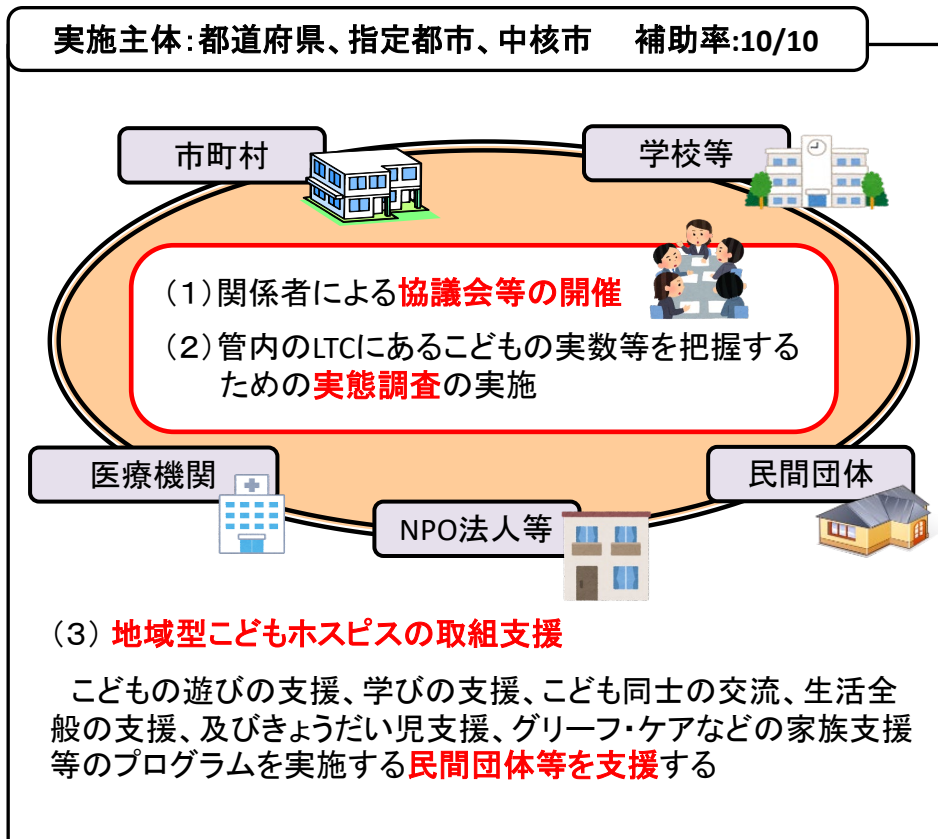 実施主体:都道府県、指定都市、中核市　補助率:10/10
市町村
学校等
(1)関係者による協議会等の開催
(2)管内のLTCにあるこどもの実数等を把握する
ための実態調査の実施
医療機関
民間団体
NPO法人等
(3) 地域型こどもホスピスの取組支援
こどもの遊びの支援、学びの支援、こども同士の交流、生活全
般の支援、及びきょうだい児支援、グリーフ・ケアなどの家族支援
等のプログラムを実施する民間団体等を支援する